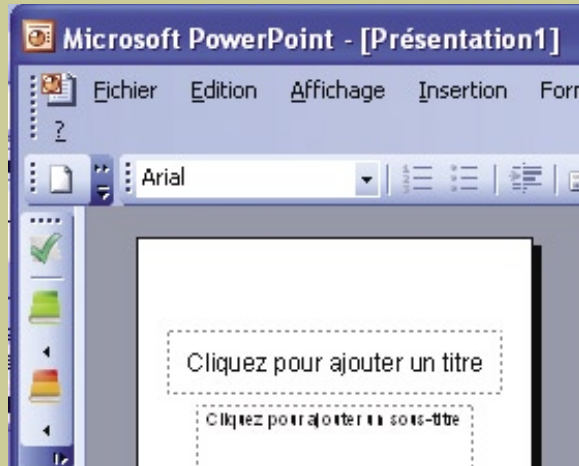 Microsoft PowerPoint - [Présentation1]
Fichier Edition Affichage Insertion Forr
?
Arial
Cliquez pour ajouter un titre
Cliquez pour ajouter un sous-titre